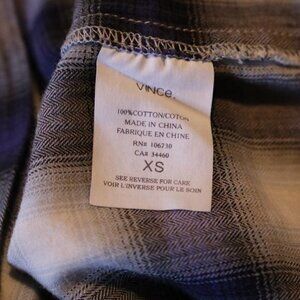 VINCE.
100%COTTON/COTON
MADE IN CHINA
FABRIQUE EN CHINE
RN# 106730
CA# 34460
XS
SEE REVERSE FOR CARE
VOIR L'INVERSE POUR LE SOIN